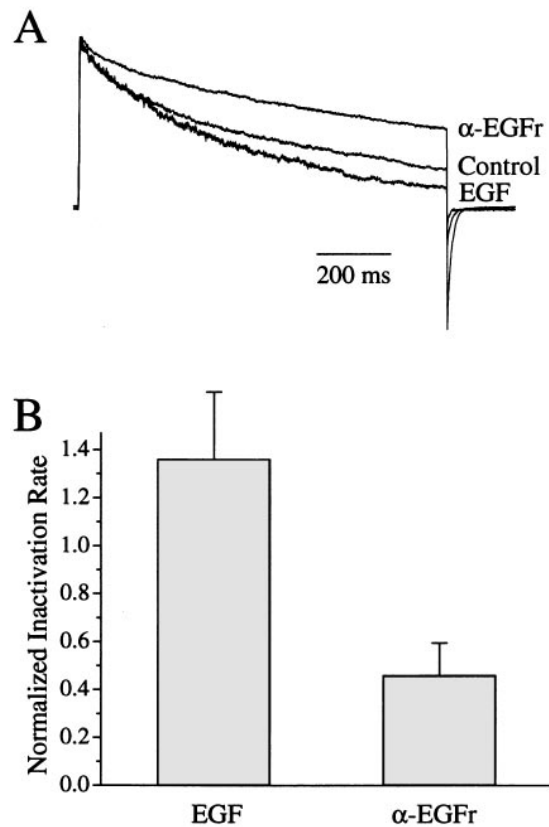 A
α-EGFr
Control
EGF
200 ms
B
Normalized Inactivation Rate
1.4
1.2
1.0
0.8
0.6
0.4
0.2
0.0
EGF
α-EGFr